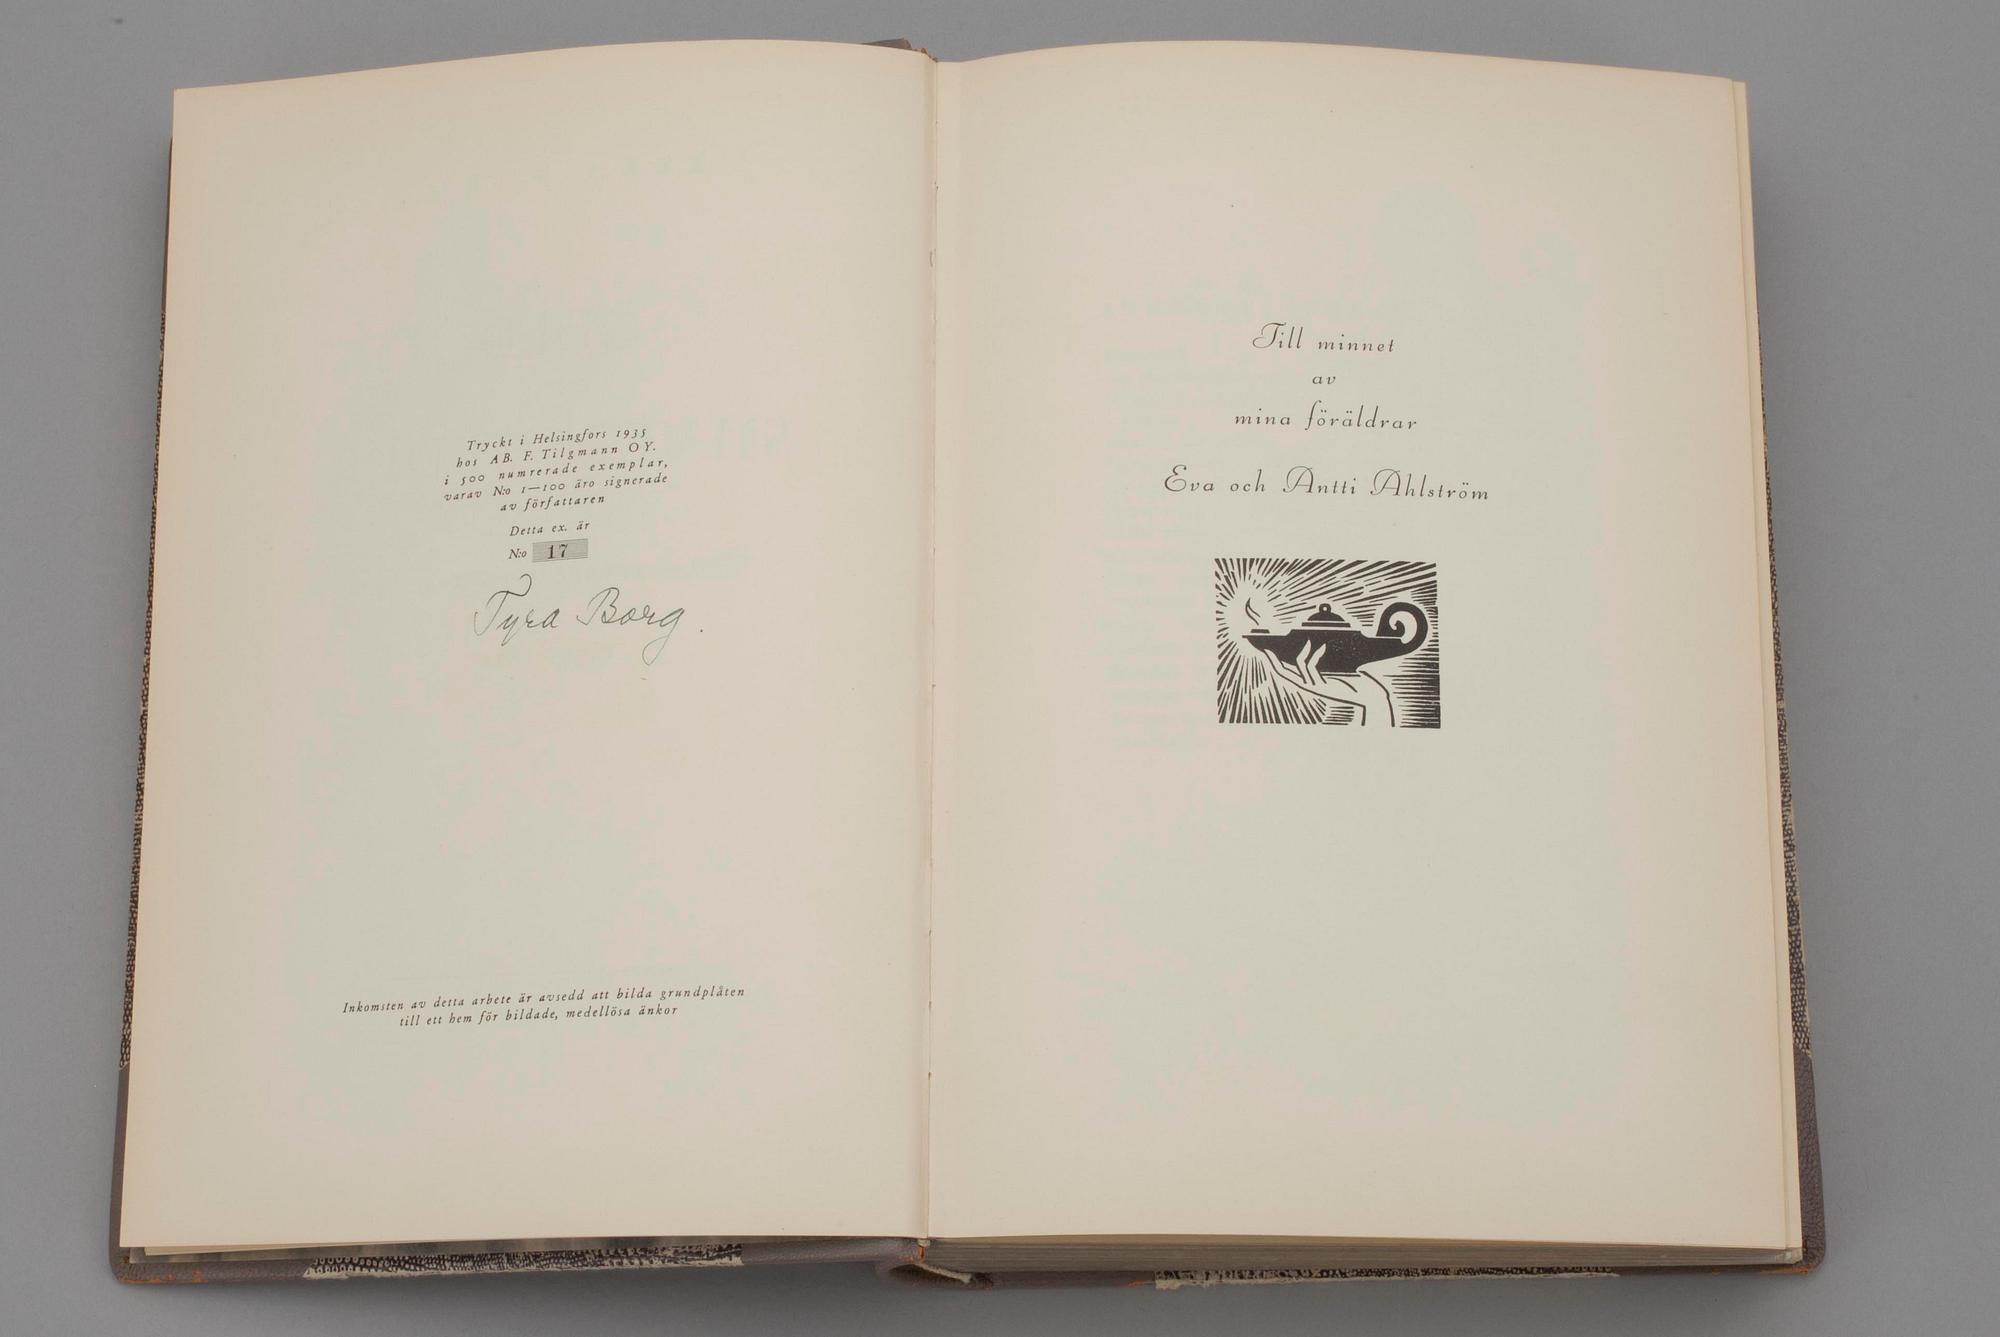 Tryckt i Helsingfors 1935
hos AB. F. Tilgmann OY.
i 500 numrerade exemplar,
varav N:o 1—100 äro signerade
av författaren
Detta ex. är
N:o 17
Tyra Borg.
Inkomsten av detta arbete är avsedd att bilda grundplåten
till ett hem för bildade, medellösa änkor
Till minnet
av
mina föräldrar
Eva och Antti Ahlström